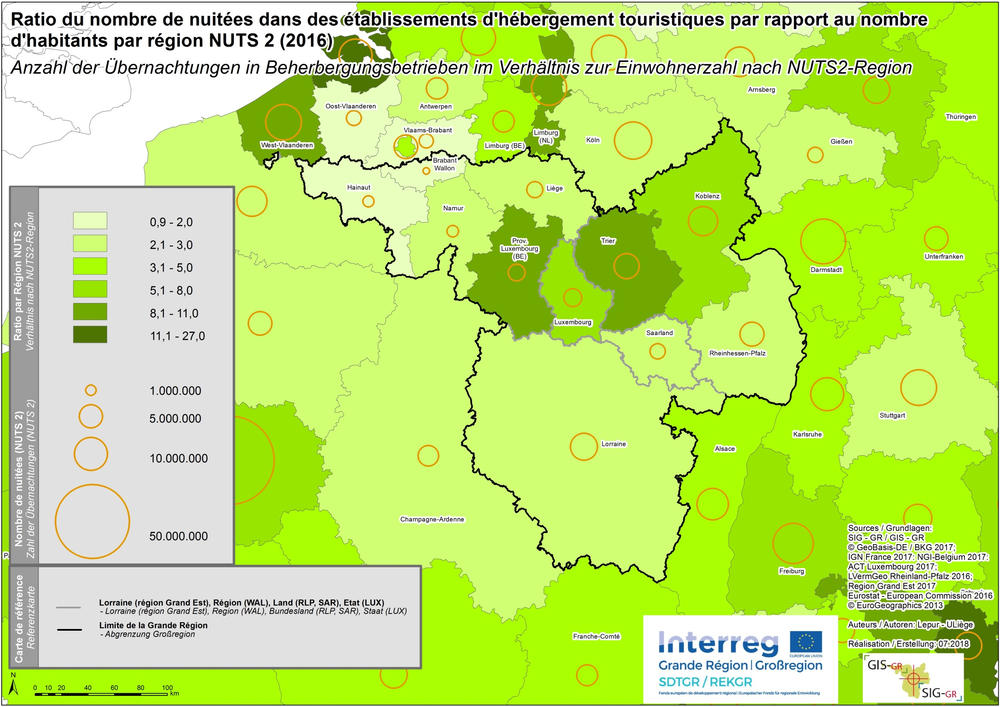 Ratio du nombre de nuitées dans des établissements d'hébergement touristiques par rapport au nombre
d'habitants par région NUTS 2 (2016)
Anzahl der Übernachtungen in Beherbergungsbetrieben im Verhältnis zur Einwohnerzahl nach NUTS2-Region
Arnsberg
Oost-Vlaanderen
Antwerpen
Thüringen
Vlaams-Brabant
Limburg
(NL)
West-Vlaanderen
Limburg (BE)
Köln
Gießen
Brabant
Wallon
Hainaut
Liège
Koblenz
Namur
Prov.
Luxembourg
(BE)
Trier
Unterfranken
Darmstadt
Luxembourg
Saarland
Rheinhessen-Pfalz
Stuttgart
Karlsruhe
Lorraine
Alsace
Champagne-Ardenne
Freiburg
Franche-Comté
Ratio par Région NUTS 2
Verhältnis nach NUTS2-Region
0,9 - 2,0
2,1 - 3,0
3,1 - 5,0
5,1 - 8,0
8,1 - 11,0
11,1 - 27,0
Nombre de nuitées (NUTS 2)
Zahl der Übernachtungen (NUTS 2)
1.000.000
5.000.000
10.000.000
50.000.000
Carte de référence
Referenzkarte
Lorraine (région Grand Est), Région (WAL), Land (RLP, SAR), Etat (LUX)
- Lorraine (région Grand Est), Region (WAL), Bundesland (RLP, SAR), Staat (LUX)
Limite de la Grande Région
- Abgrenzung Großregion
N
0 10 20 40 60 80 100
km
Sources / Grundlagen:
SIG - GR / GIS - GR
© GeoBasis-DE / BKG 2017;
IGN France 2017: NGI-Belgium 2017:
ACT Luxembourg 2017;
LVermGeo Rheinland-Pfalz 2016;
Region Grand Est 2017
Eurostat - European Commission 2016
© EuroGeographics 2013
Auteurs / Autoren: Lepur - ULiège
Réalisation / Erstellung: 07.2018
Interreg
EUROPEAN UNION
Grande Région | Großregion
SDTGR / REKGR
Fonds européen de développement régional | Europäischer Fonds für regionale Entwicklung
GIS-GR
SIG-GR